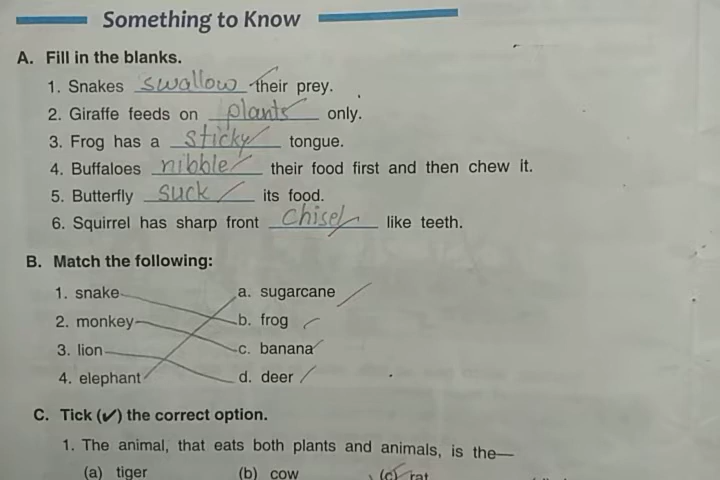 Something to Know
A. Fill in the blanks.
1. Snakes swallow their prey.
2. Giraffe feeds on plants only.
3. Frog has a sticky tongue.
4. Buffaloes nibble their food first and then chew it.
5. Butterfly suck its food.
6. Squirrel has sharp front chisel like teeth.
B. Match the following:
1. snake a. sugarcane
2. monkey b. frog
3. lion c. banana
4. elephant d. deer
C. Tick (✓) the correct option.
1. The animal, that eats both plants and animals, is the—
(a) tiger (b) cow (c) rat